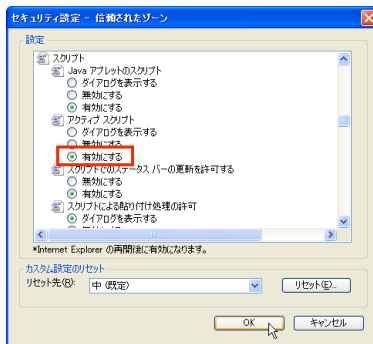 セキュリティ設定 - 信頼されたゾーン
設定
スクリプト
Java アプレットのスクリプト
ダイアログを表示する
無効にする
有効にする
アクティブ スクリプト
ダイアログを表示する
無効にする
有効にする
スクリプトでのステータス バーの更新を許可する
無効にする
有効にする
スクリプトによる貼り付け処理の許可
ダイアログを表示する
*Internet Explorer の再開後に有効になります。
カスタム設定のリセット
リセット先(R): 中 (既定) リセット(E)...
OK キャンセル